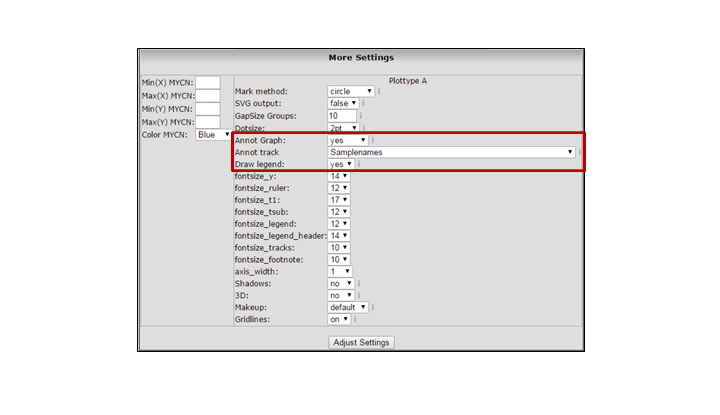 More Settings
Plottype A
Min(X) MYCN:
Max(X) MYCN:
Min(Y) MYCN:
Max(Y) MYCN:
Color MYCN: Blue
Mark method: circle i
SVG output: false i
GapSize Groups: 10 i
Dotsize: 2pt i
Annot Graph: yes i
Annot track Samplenames i
Draw legend: yes i
fontsize_y: 14
fontsize_ruler: 12
fontsize_t1: 17
fontsize_tsub: 12
fontsize_legend: 12
fontsize_legend_header: 14
fontsize_tracks: 10
fontsize_footnote: 10
axis_width: 1
Shadows: no i
3D: no i
Makeup: default i
Gridlines: on i
Adjust Settings